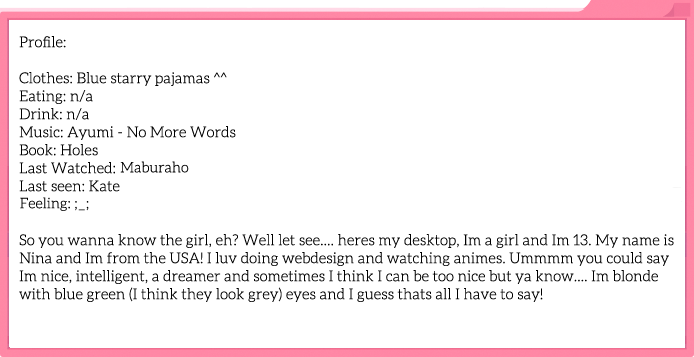 Profile:
Clothes: Blue starry pajamas ^^
Eating: n/a
Drink: n/a
Music: Ayumi - No More Words
Book: Holes
Last Watched: Maburaho
Last seen: Kate
Feeling: ;_;
So you wanna know the girl, eh? Well let see.... heres my desktop, Im a girl and Im 13. My name is
Nina and Im from the USA! I luv doing webdesign and watching animes. Ummmm you could say
Im nice, intelligent, a dreamer and sometimes I think I can be too nice but ya know.... Im blonde
with blue green (I think they look grey) eyes and I guess thats all I have to say!